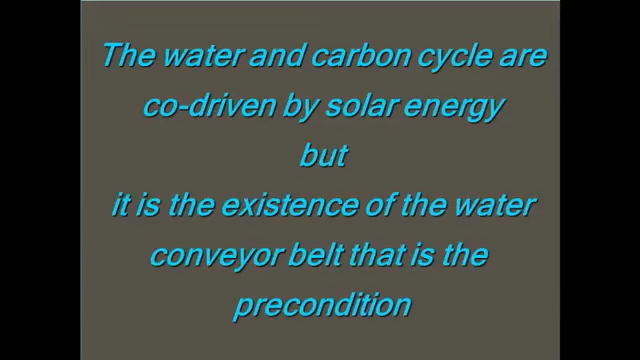 The water and carbon cycle are
co-driven by solar energy
but
it is the existence of the water
conveyor belt that is the
precondition